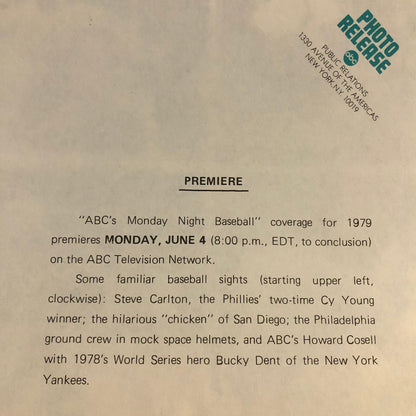 PHOTO
RELEASE
abc
PUBLIC RELATIONS
1330 AVENUE OF THE AMERICAS
NEW YORK, N.Y. 10019
PREMIERE
"ABC's Monday Night Baseball" coverage for 1979
premieres MONDAY, JUNE 4 (8:00 p.m., EDT, to conclusion)
on the ABC Television Network.
Some familiar baseball sights (starting upper left,
clockwise): Steve Carlton, the Phillies' two-time Cy Young
winner; the hilarious "chicken" of San Diego; the Philadelphia
ground crew in mock space helmets, and ABC's Howard Cosell
with 1978's World Series hero Bucky Dent of the New York
Yankees.